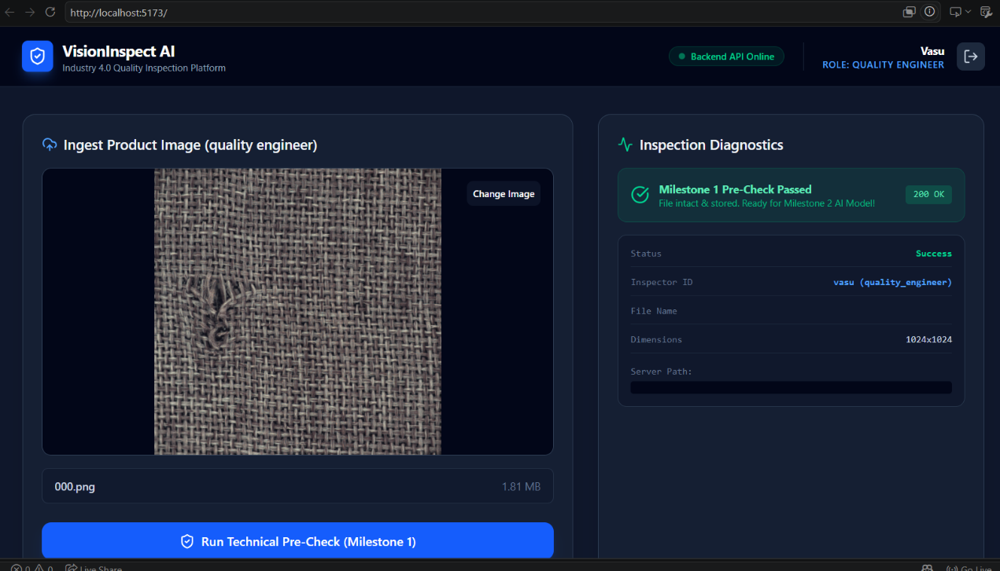 http://localhost:5173/
VisionInspect AI
Industry 4.0 Quality Inspection Platform
Backend API Online
Vasu
ROLE: QUALITY ENGINEER
Ingest Product Image (quality engineer)
Change Image
000.png
1.81 MB
Run Technical Pre-Check (Milestone 1)
Inspection Diagnostics
Milestone 1 Pre-Check Passed
File intact & stored. Ready for Milestone 2 AI Model!
200 OK
Status Success
Inspector ID vasu (quality_engineer)
File Name
Dimensions 1024x1024
Server Path:
0 0 Live Share
Go Live